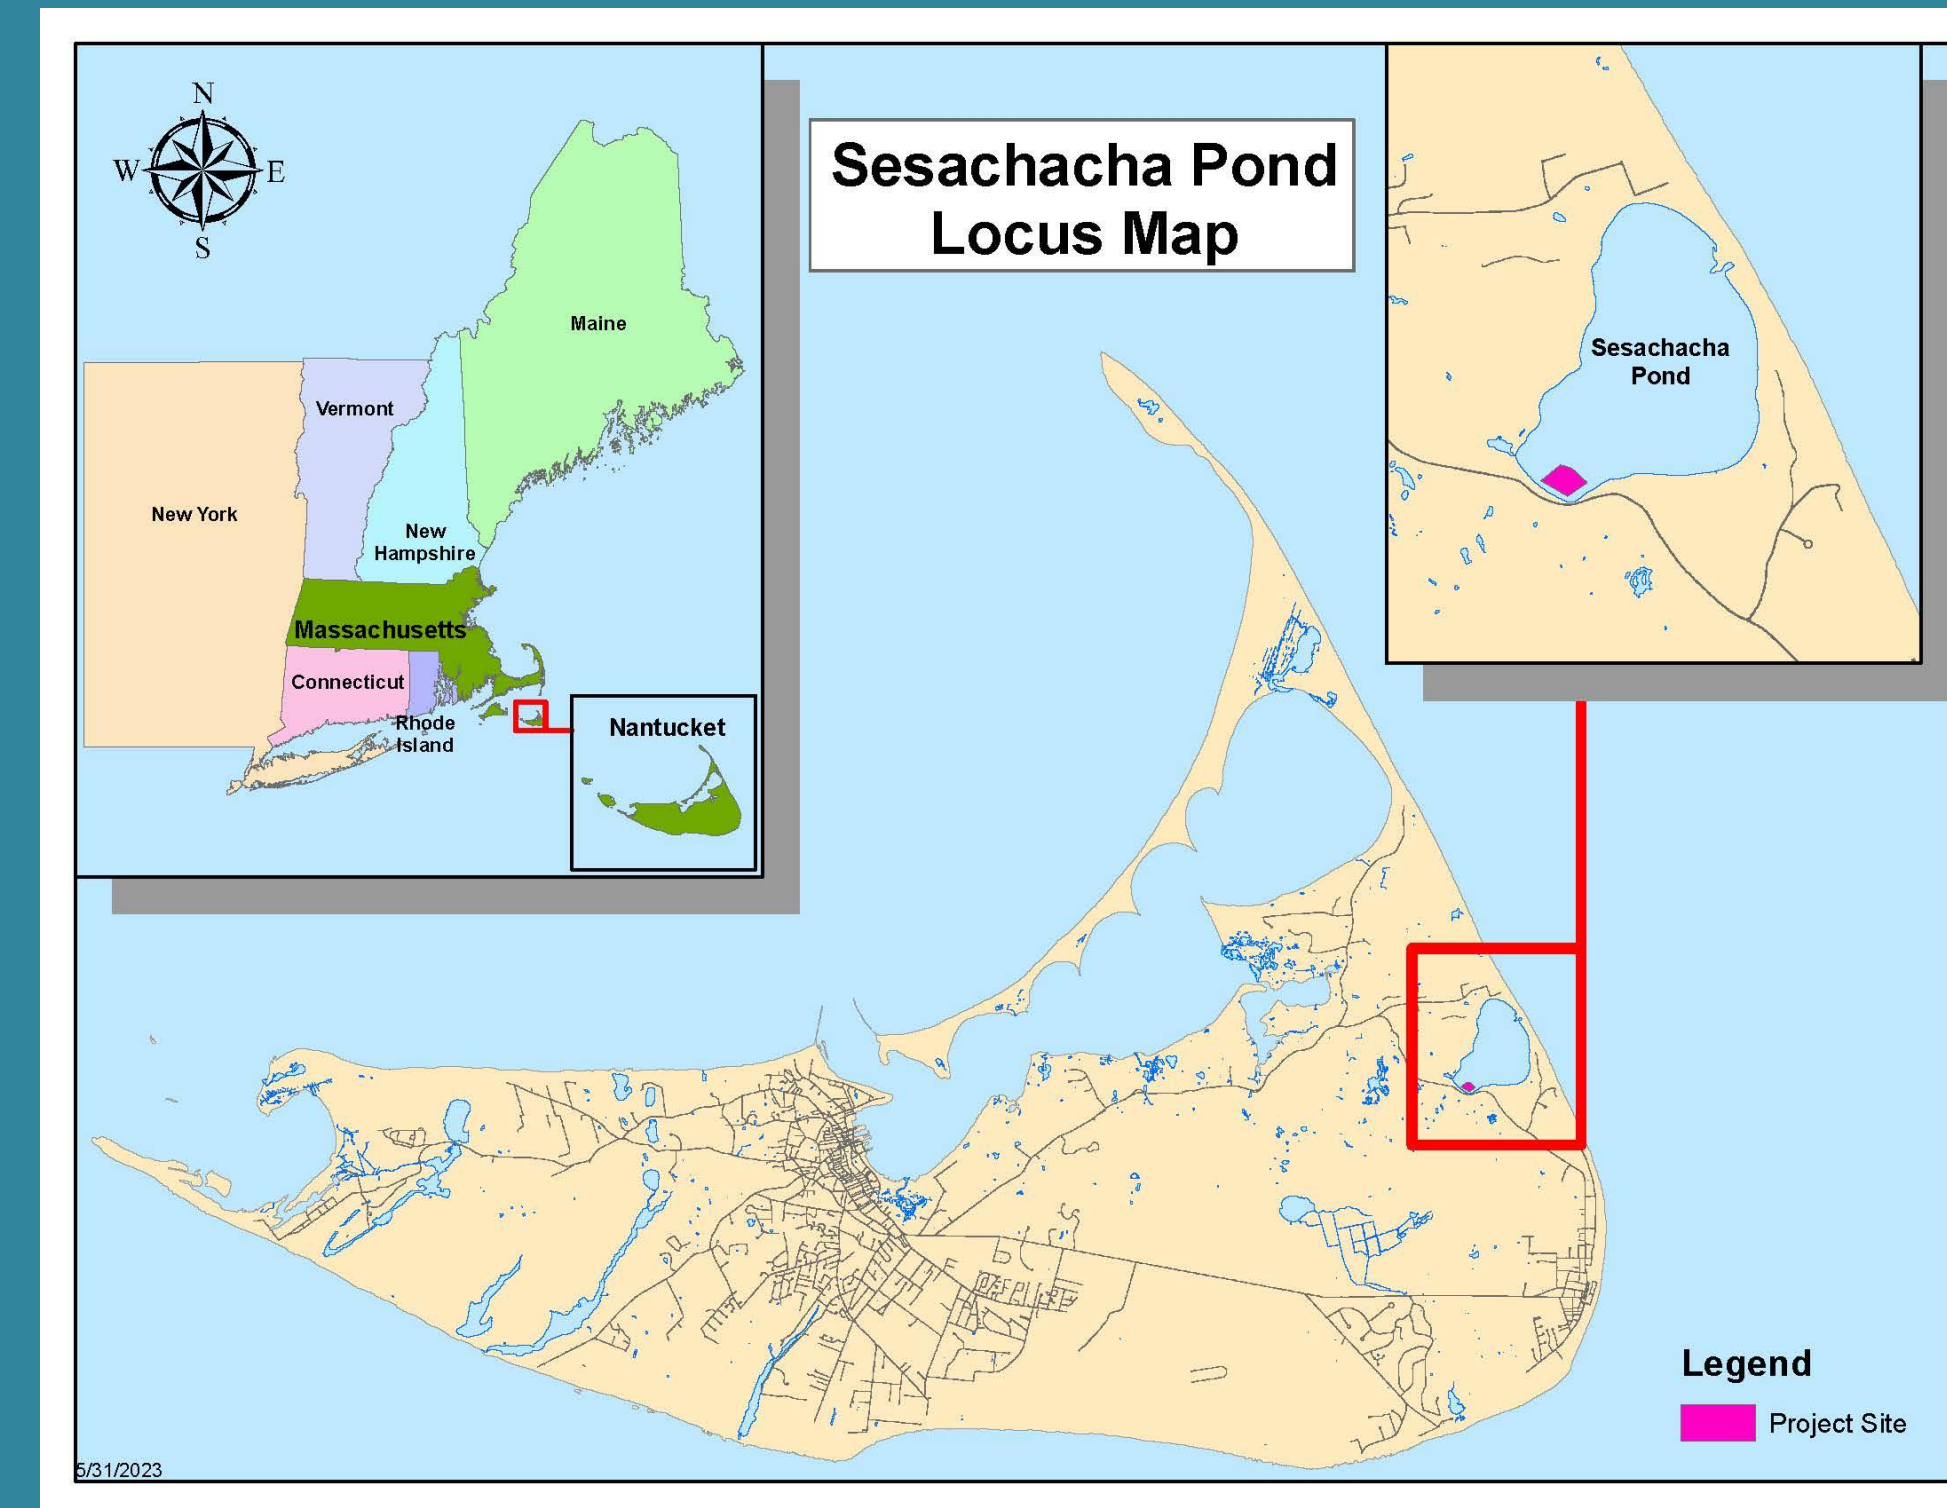 N
W
E
S
Sesachacha Pond
Locus Map
Maine
Vermont
New York
New
Hampshire
Massachusetts
Connecticut
Rhode
Island
Nantucket
Sesachacha
Pond
Legend
Project Site
5/31/2023